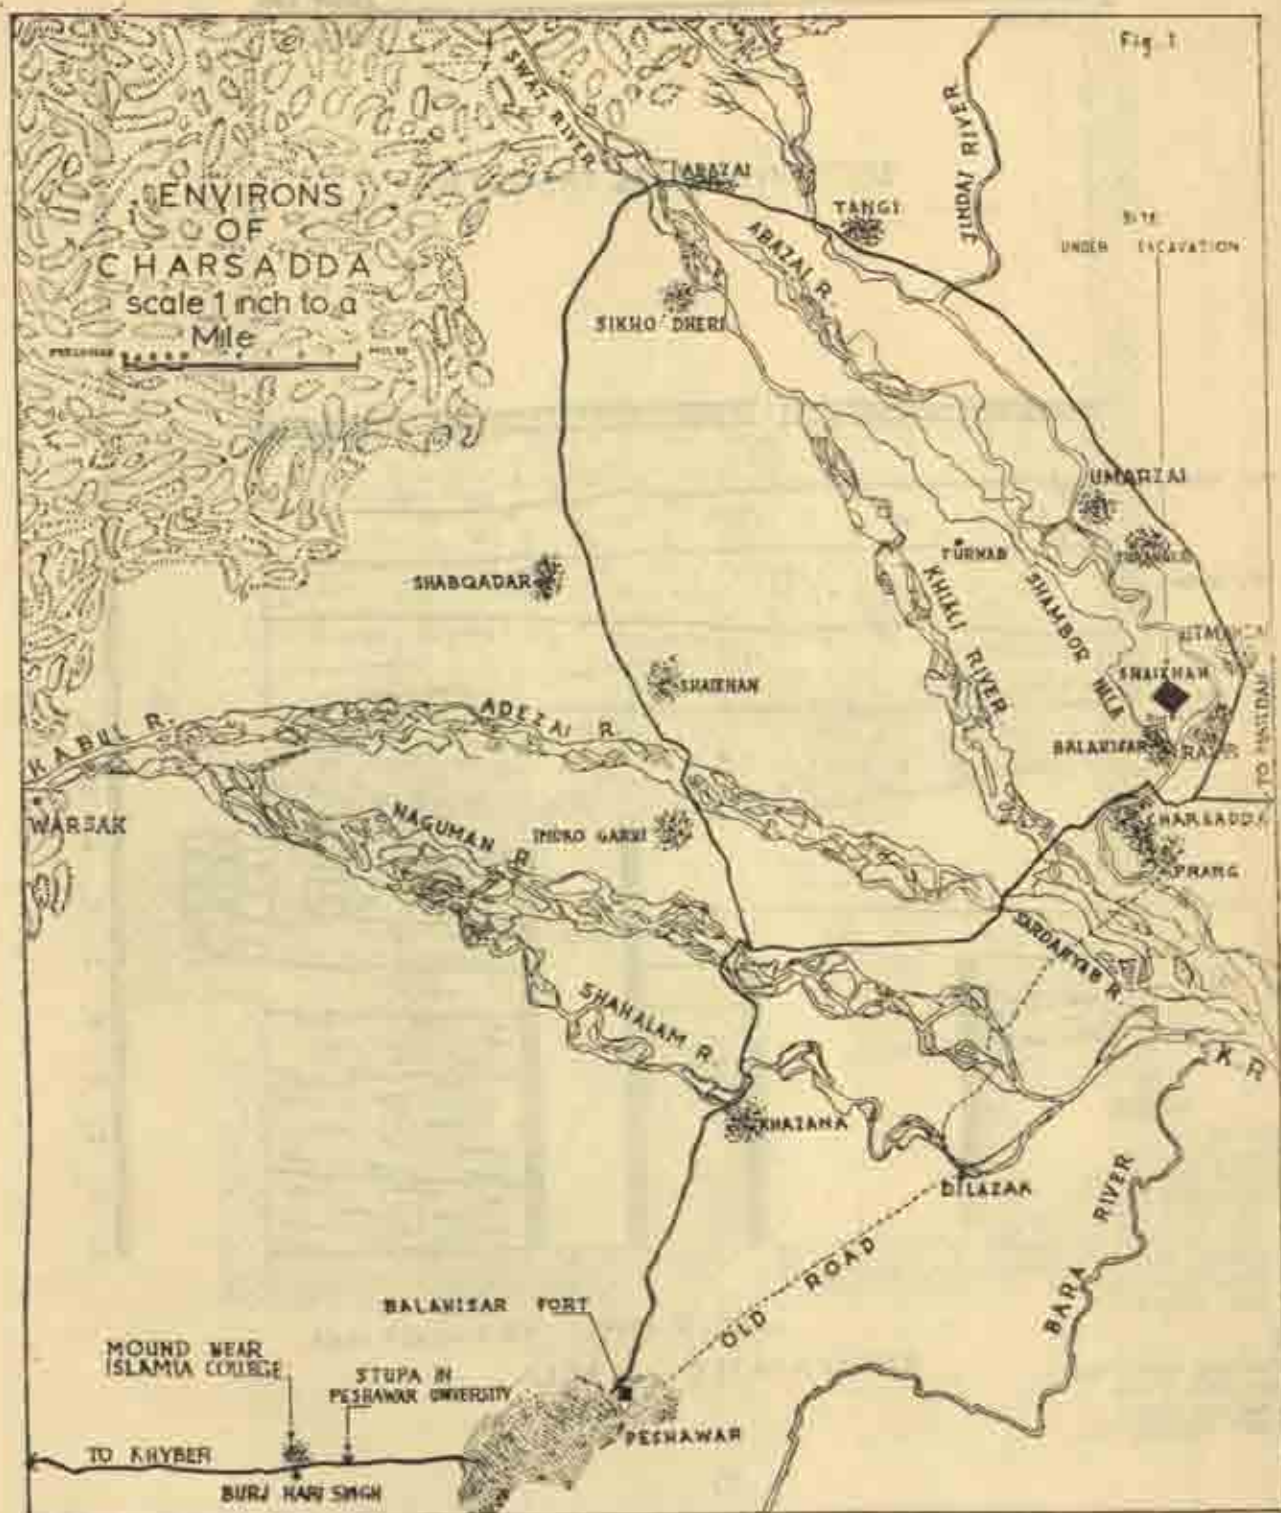 Fig 1
SWAT RIVER
JINDAI RIVER
ENVIRONS
OF
CHARSADDA
scale 1 inch to a
Mile
MILES
ABAZAI
TANGI
ABAZAI R.
SITE
UNDER EXCAVATION
SIKHO DHERI
UMARZAI
TURNAB
SHABQADAR
KHIALI RIVER
SHAMBOR
SHAIKHAN
SHAIKHAN
KABUL R.
ADEZAI R.
BALAHISAR
TO MARDAN
WARSAK
NAGUMAN R.
CHARSADDA
PRANG
SARDARYAB R.
SHAHALAM R.
K R
KHAZANA
DILAZAK
BARA RIVER
OLD ROAD
BALAHISAR FORT
MOUND NEAR
ISLAMIA COLLEGE
STUPA IN
PESHAWAR UNIVERSITY
PESHAWAR
TO KHYBER
BURJ HARI SINGH